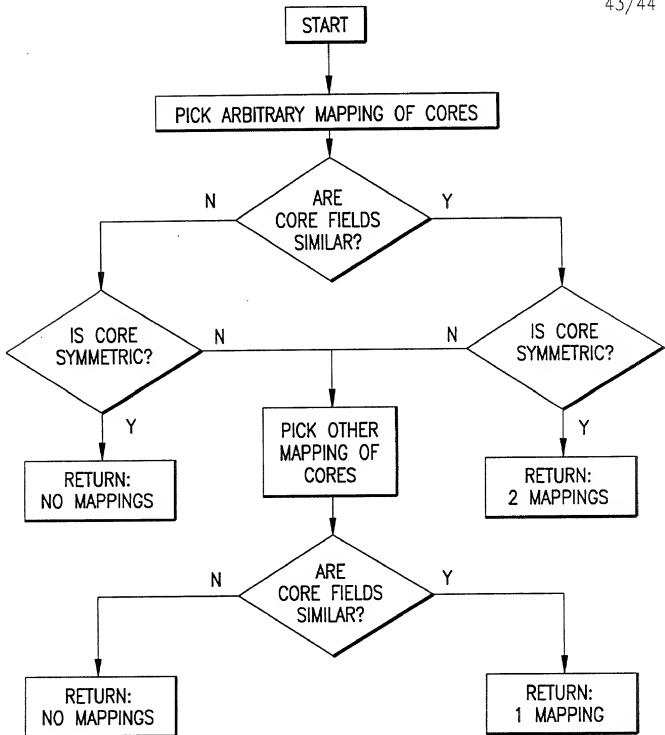 43/44
START
PICK ARBITRARY MAPPING OF CORES
ARE
CORE FIELDS
SIMILAR?
N
Y
IS CORE
SYMMETRIC?
N
Y
IS CORE
SYMMETRIC?
N
Y
RETURN:
NO MAPPINGS
PICK OTHER
MAPPING OF
CORES
RETURN:
2 MAPPINGS
ARE
CORE FIELDS
SIMILAR?
N
Y
RETURN:
NO MAPPINGS
RETURN:
1 MAPPING